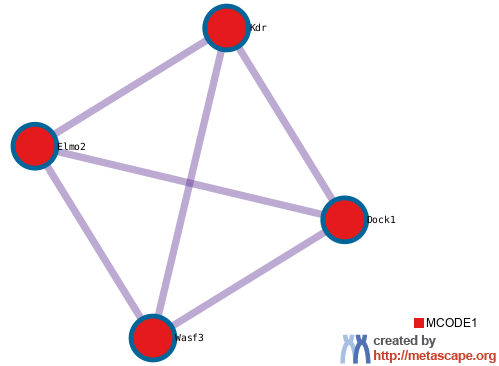 Kdr
Elmo2
Dock1
Wasf3
MCODE1
created by
http://metascape.org